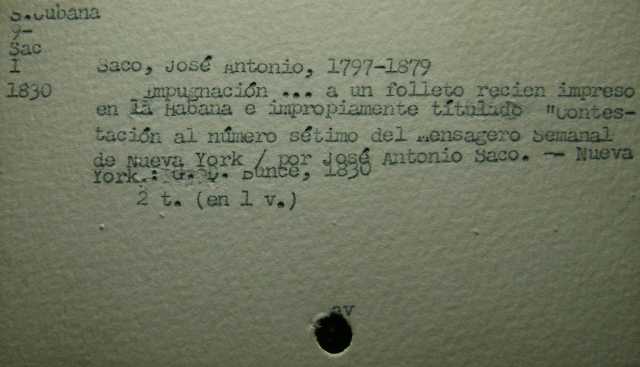 S.Cubana
9-
Sac
I Saco, José Antonio, 1797-1879
1830 Impugnación ... a un folleto recien impreso
en la Habana e impropiamente titulado "Contes-
tación al número sétimo del Mensagero Semanal
de Nueva York / por José Antonio Saco. — Nueva
York.: Bunce, 1830
2 t. (en 1 v.)
av